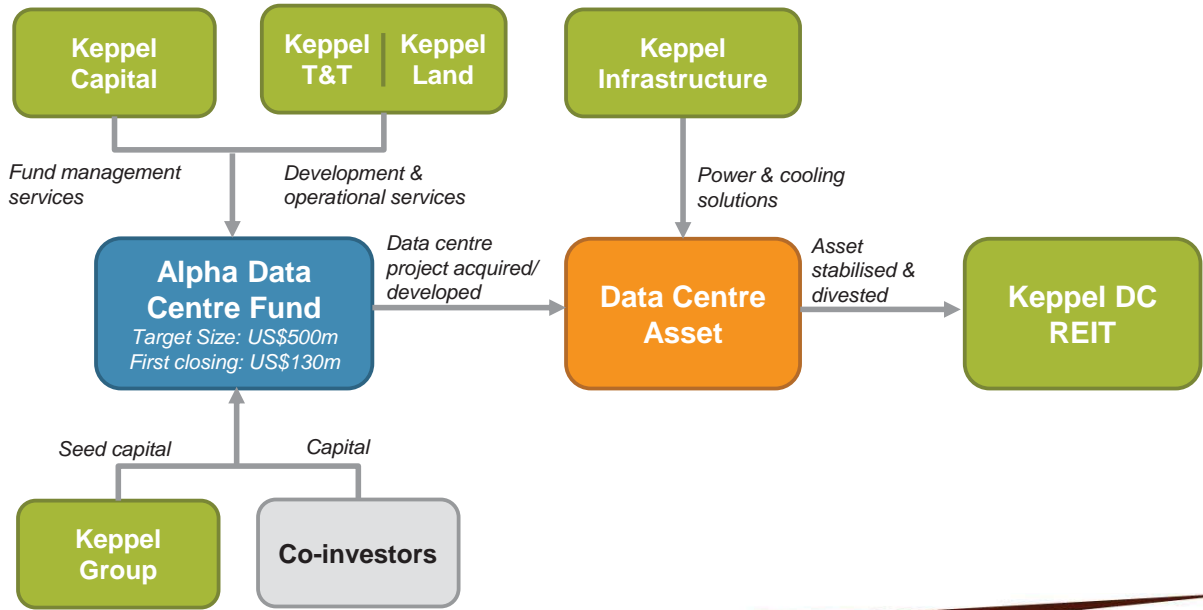 Keppel
Capital
Keppel
T&T
Keppel
Land
Keppel
Infrastructure
Fund management
services
Development &
operational services
Power & cooling
solutions
Alpha Data
Centre Fund
Target Size: US$500m
First closing: US$130m
Data centre
project acquired/
developed
Data Centre
Asset
Asset
stabilised &
divested
Keppel DC
REIT
Seed capital
Capital
Keppel
Group
Co-investors